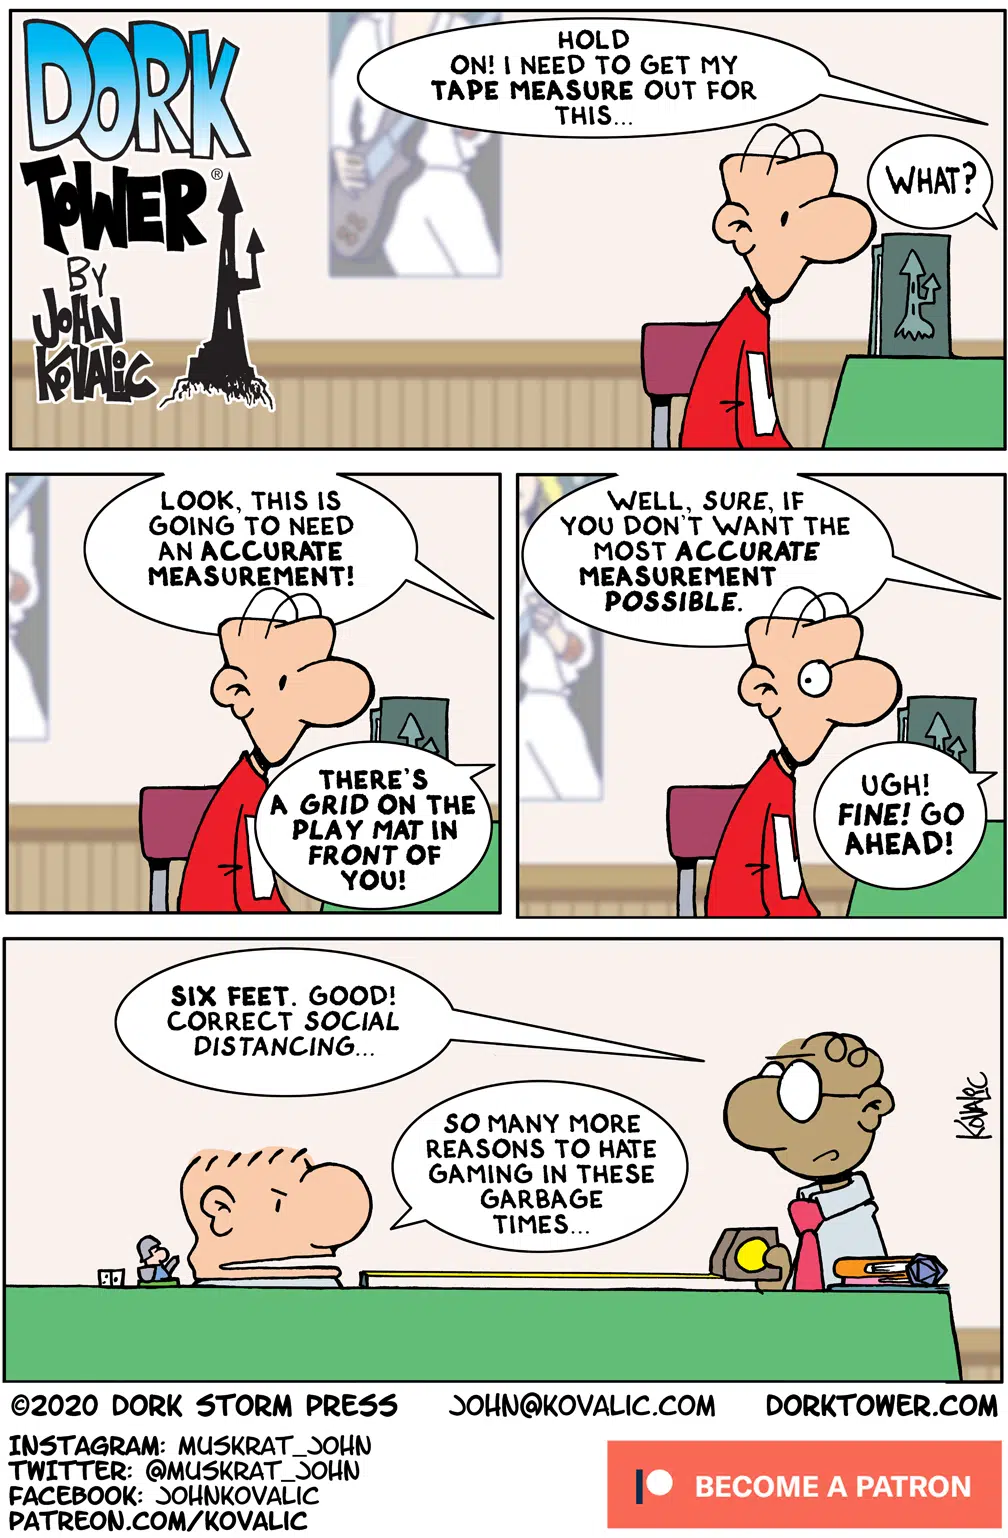 DORK
TOWER®
BY
JOHN
KOVALIC
HOLD
ON! I NEED TO GET MY
TAPE MEASURE OUT FOR
THIS...
WHAT?
88
LOOK, THIS IS
GOING TO NEED
AN ACCURATE
MEASUREMENT!
THERE'S
A GRID ON THE
PLAY MAT IN
FRONT OF
YOU!
WELL, SURE, IF
YOU DON'T WANT THE
MOST ACCURATE
MEASUREMENT
POSSIBLE.
UGH!
FINE! GO
AHEAD!
SIX FEET. GOOD!
CORRECT SOCIAL
DISTANCING...
SO MANY MORE
REASONS TO HATE
GAMING IN THESE
GARBAGE
TIMES...
KOVALIC
©2020 DORK STORM PRESS JOHN@KOVALIC.COM DORKTOWER.COM
INSTAGRAM: MUSKRAT_JOHN
TWITTER: @MUSKRAT_JOHN
FACEBOOK: JOHNKOVALIC
PATREON.COM/KOVALIC
BECOME A PATRON